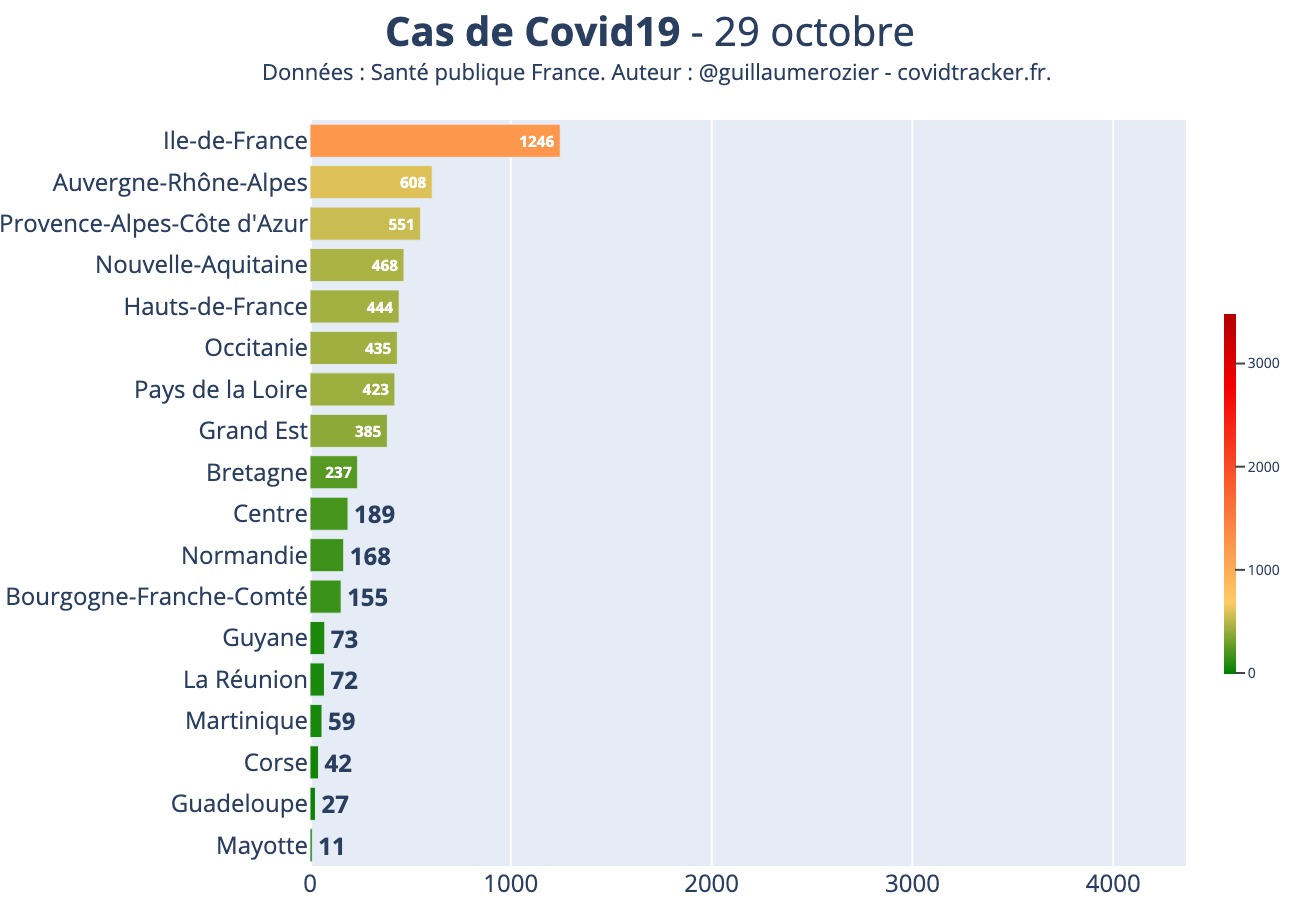 Cas de Covid19 - 29 octobre
Données : Santé publique France. Auteur : @guillaumerozier - covidtracker.fr.
Ile-de-France 1246
Auvergne-Rhône-Alpes 608
Provence-Alpes-Côte d'Azur 551
Nouvelle-Aquitaine 468
Hauts-de-France 444
Occitanie 435
Pays de la Loire 423
Grand Est 385
Bretagne 237
Centre 189
Normandie 168
Bourgogne-Franche-Comté 155
Guyane 73
La Réunion 72
Martinique 59
Corse 42
Guadeloupe 27
Mayotte 11
0 1000 2000 3000 4000
3000
2000
1000
0